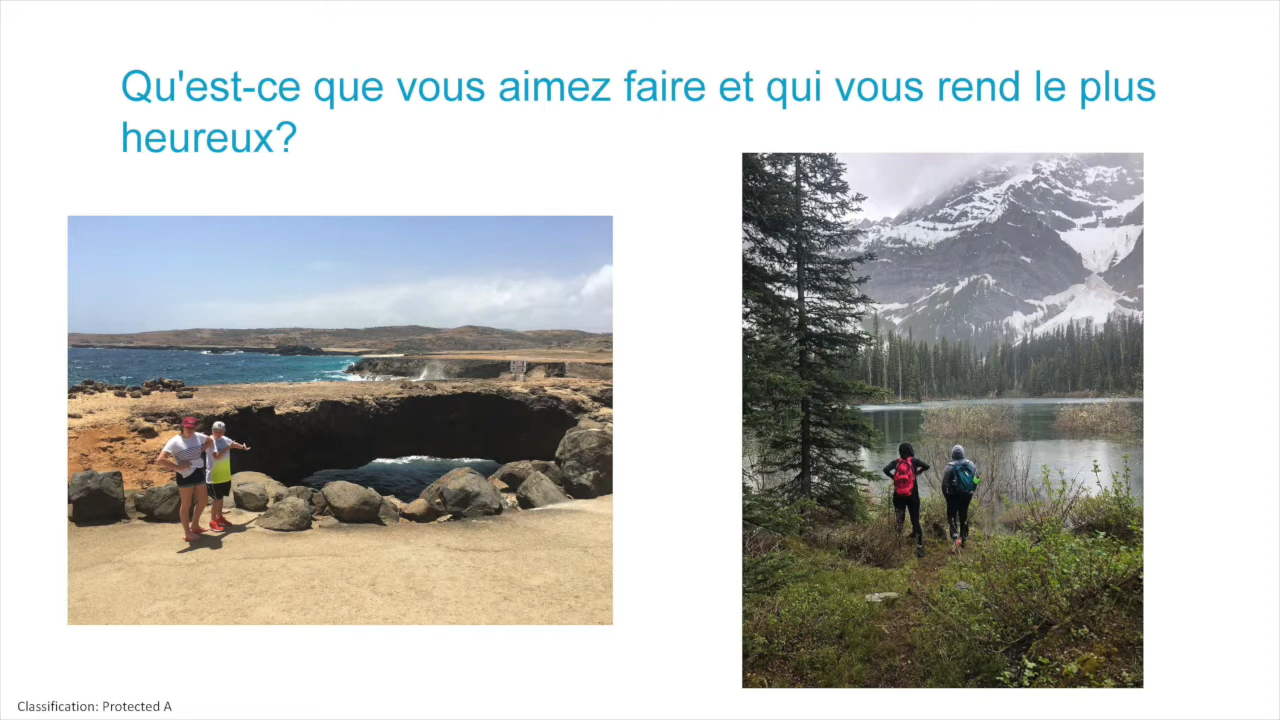 Qu'est-ce que vous aimez faire et qui vous rend le plus
heureux?
Classification: Protected A